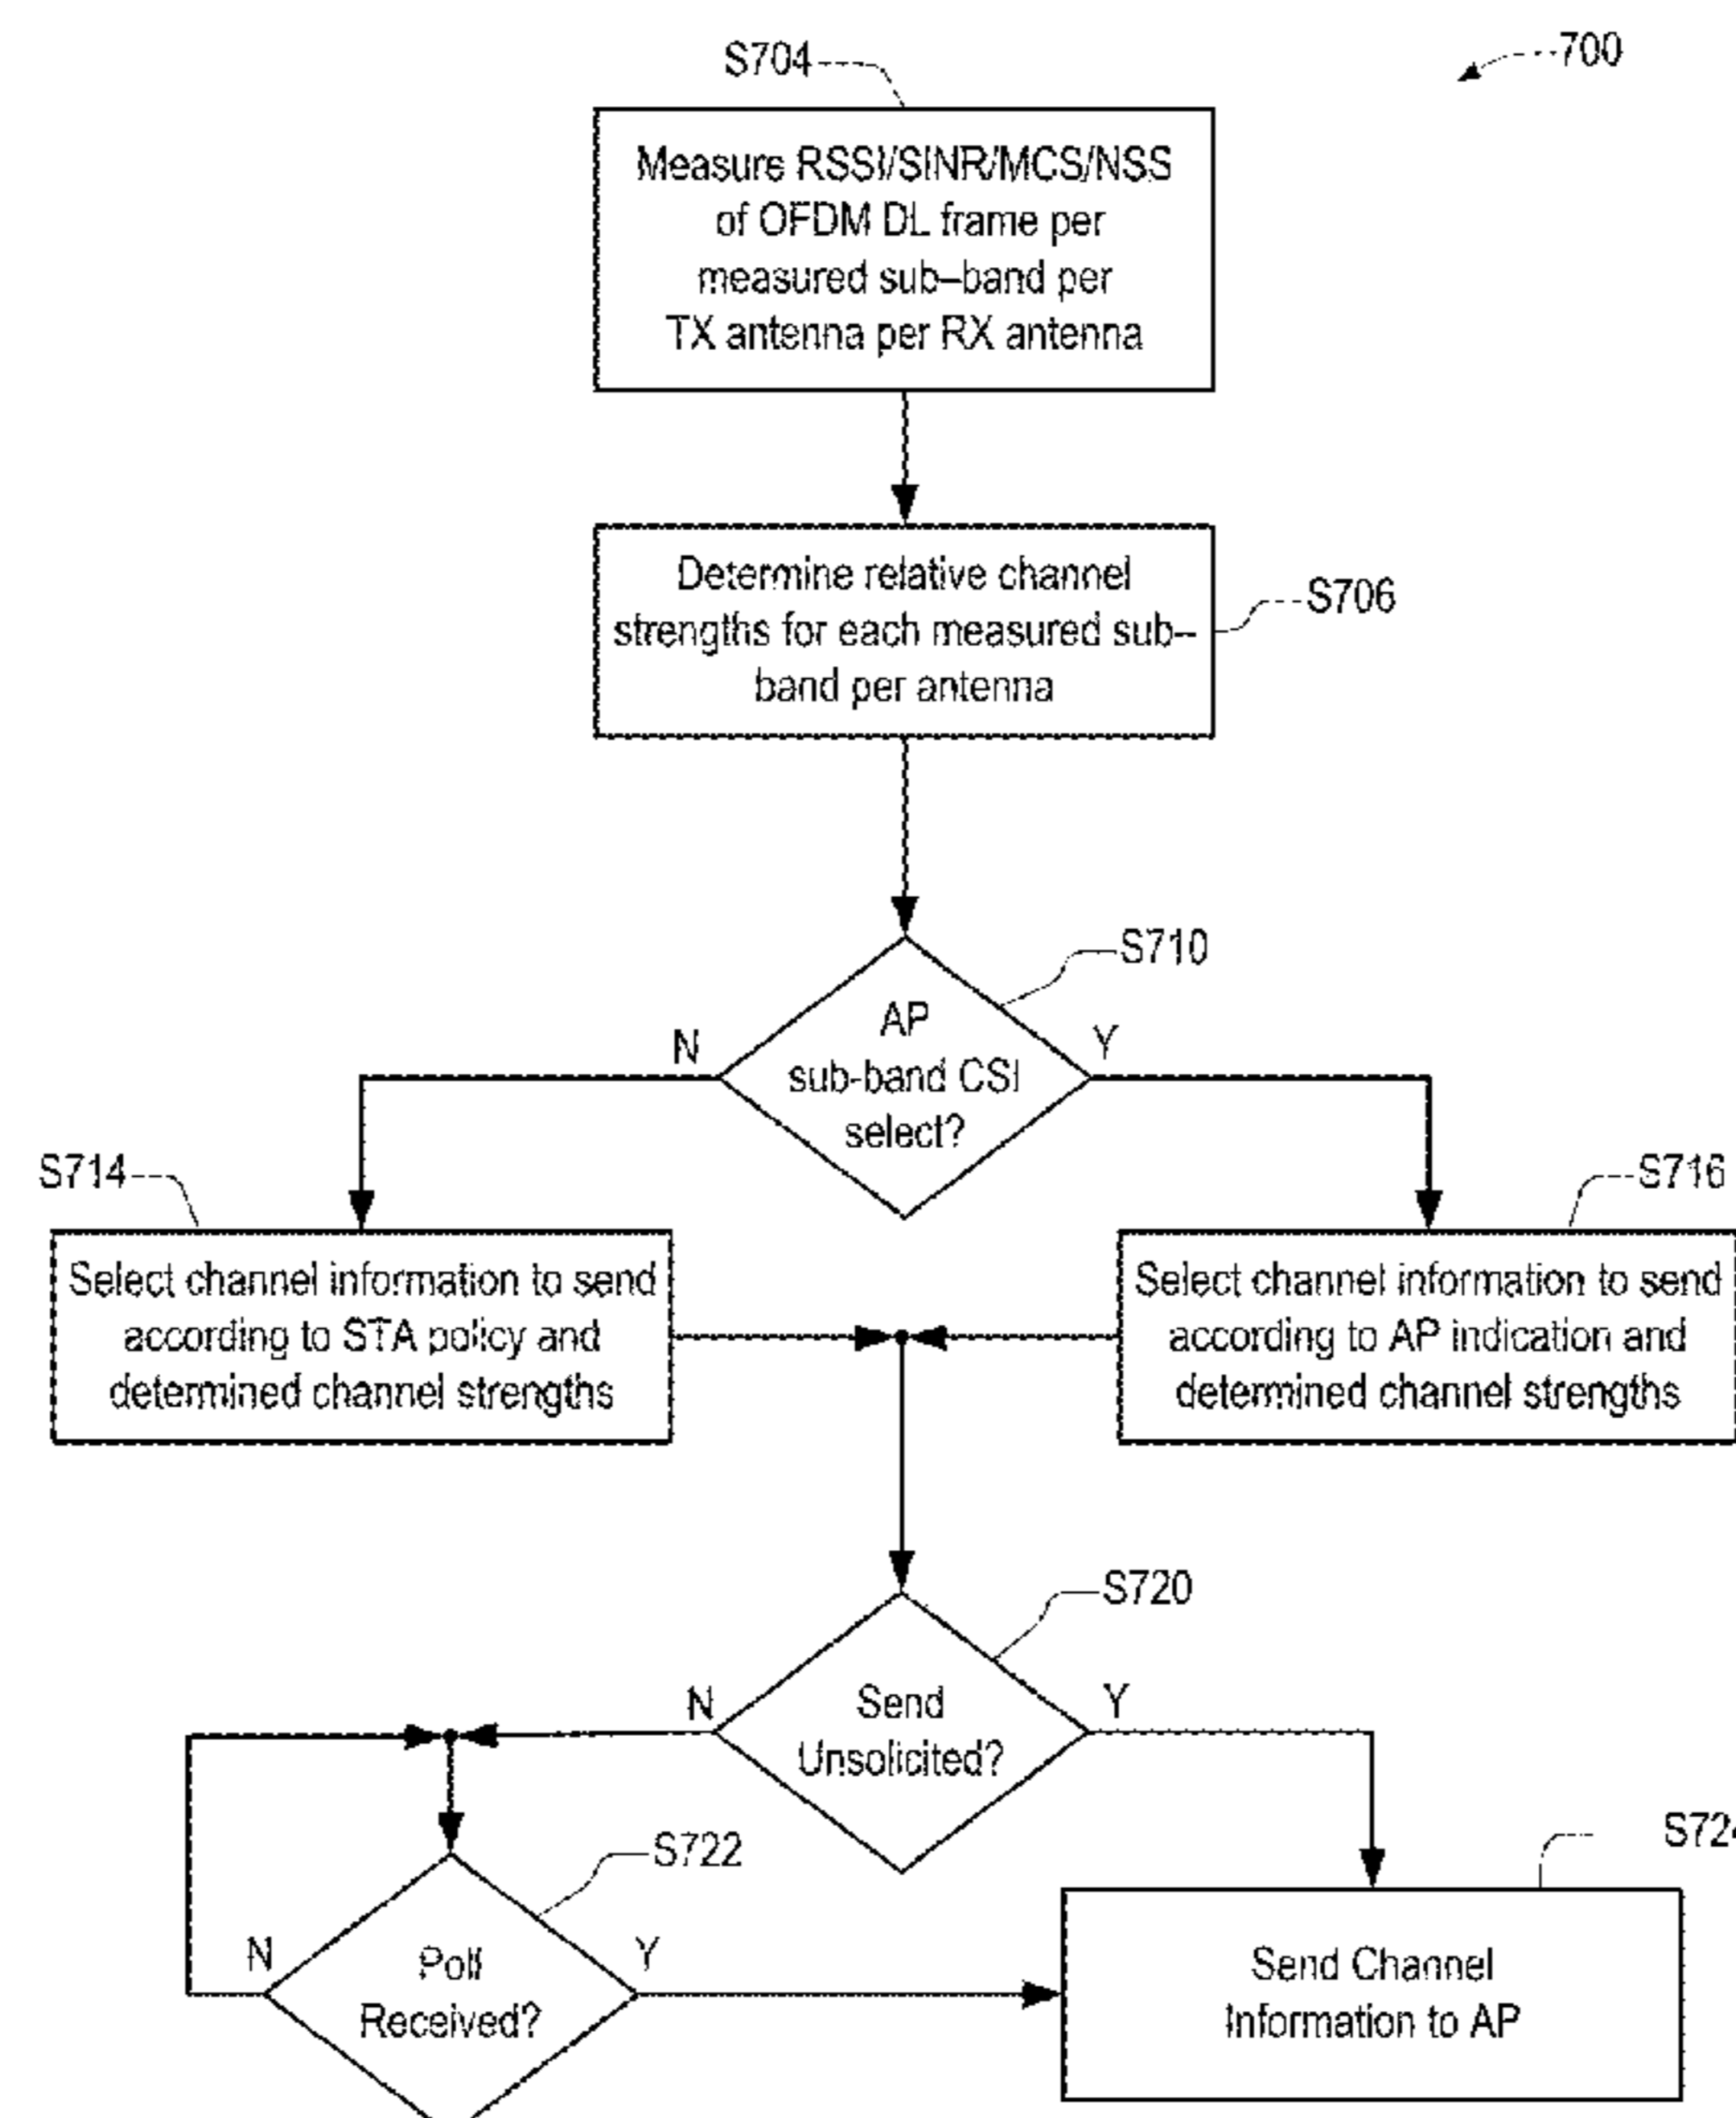 S704
700
Measure RSSI/SINR/MCS/NSS
of OFDM DL frame per
measured sub-band per
TX antenna per RX antenna
Determine relative channel
strengths for each measured sub-
band per antenna
S706
S710
AP
sub-band CSI
select?
N
Y
S714
S716
Select channel information to send
according to STA policy and
determined channel strengths
Select channel information to send
according to AP indication and
determined channel strengths
S720
Send
Unsolicited?
N
Y
S722
S724
Poll
Received?
N
Y
Send Channel
Information to AP